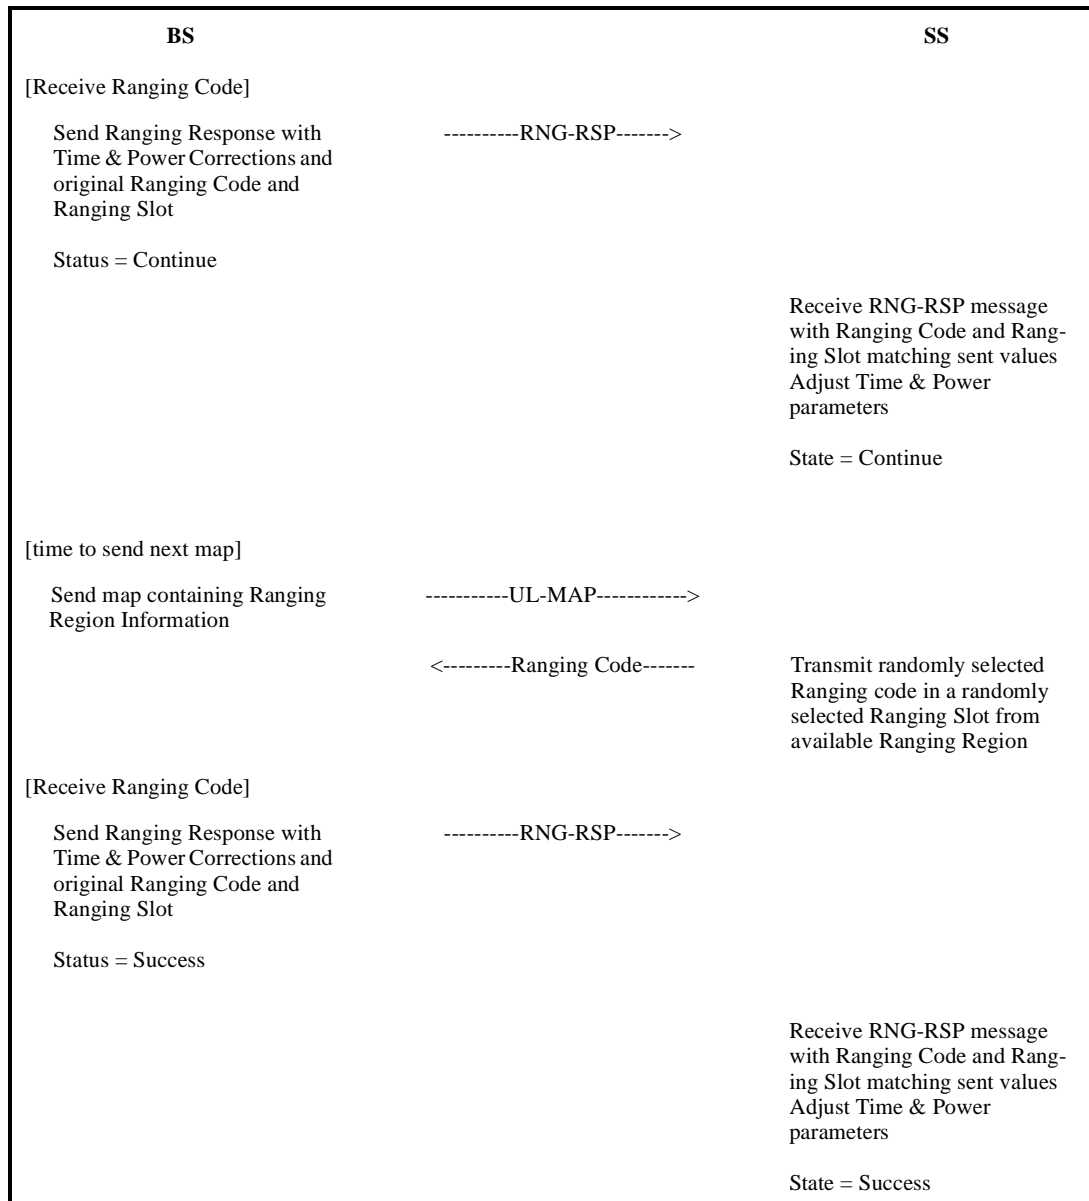 BS SS
[Receive Ranging Code]
Send Ranging Response with ----------RNG-RSP------->
Time & Power Corrections and
original Ranging Code and
Ranging Slot
Status = Continue
Receive RNG-RSP message
with Ranging Code and Rang-
ing Slot matching sent values
Adjust Time & Power
parameters
State = Continue
[time to send next map]
Send map containing Ranging -----------UL-MAP------------>
Region Information
<---------Ranging Code------- Transmit randomly selected
Ranging code in a randomly
selected Ranging Slot from
available Ranging Region
[Receive Ranging Code]
Send Ranging Response with ----------RNG-RSP------->
Time & Power Corrections and
original Ranging Code and
Ranging Slot
Status = Success
Receive RNG-RSP message
with Ranging Code and Rang-
ing Slot matching sent values
Adjust Time & Power
parameters
State = Success